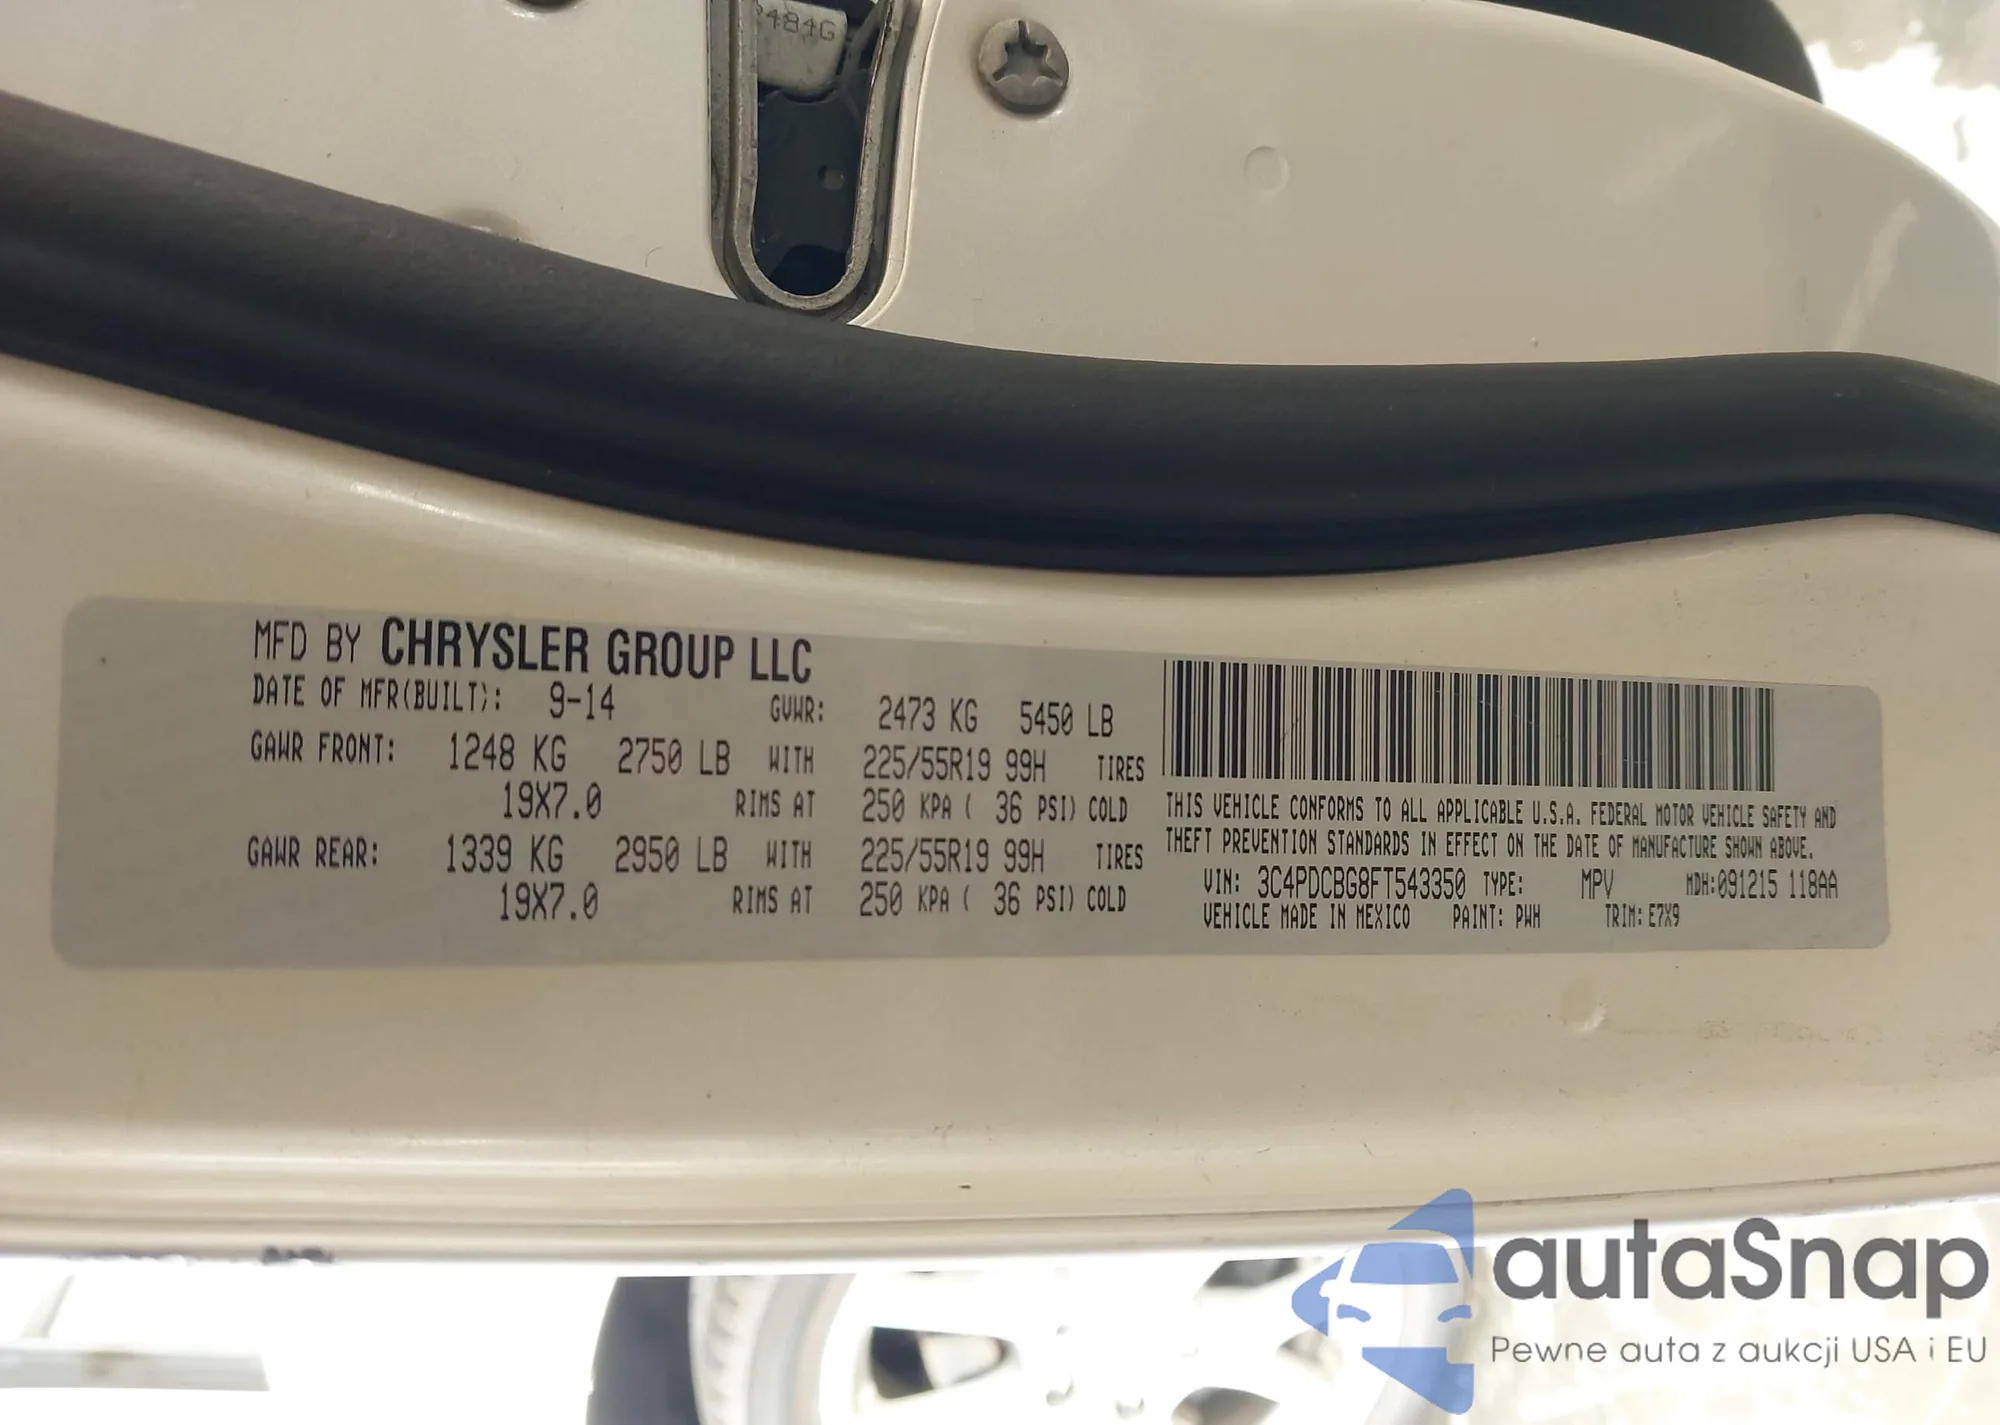 484G
MFD BY CHRYSLER GROUP LLC
DATE OF MFR(BUILT): 9-14 GVWR: 2473 KG 5450 LB
GAWR FRONT: 1248 KG 2750 LB WITH 225/55R19 99H TIRES
19X7.0 RIMS AT 250 KPA ( 36 PSI) COLD
GAWR REAR: 1339 KG 2950 LB WITH 225/55R19 99H TIRES
19X7.0 RIMS AT 250 KPA ( 36 PSI) COLD
THIS VEHICLE CONFORMS TO ALL APPLICABLE U.S.A. FEDERAL MOTOR VEHICLE SAFETY AND
THEFT PREVENTION STANDARDS IN EFFECT ON THE DATE OF MANUFACTURE SHOWN ABOVE.
VIN: 3C4PDCBG8FT543350 TYPE: MPV MDH:091215 118AA
VEHICLE MADE IN MEXICO PAINT: PWH TRIM: E7X9
autaSnap
Pewne auta z aukcji USA i EU